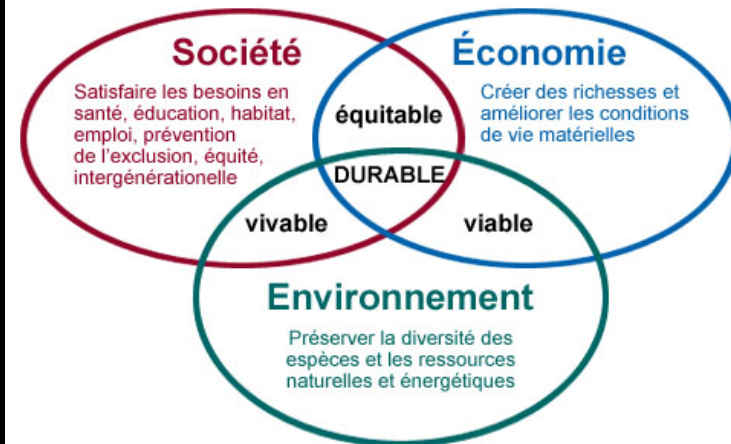 Société
Satisfaire les besoins en
santé, éducation, habitat,
emploi, prévention
de l'exclusion, équité,
intergénérationelle
équitable
Économie
Créer des richesses et
améliorer les conditions
de vie matérielles
DURABLE
vivable
viable
Environnement
Préserver la diversité des
espèces et les ressources
naturelles et énergétiques